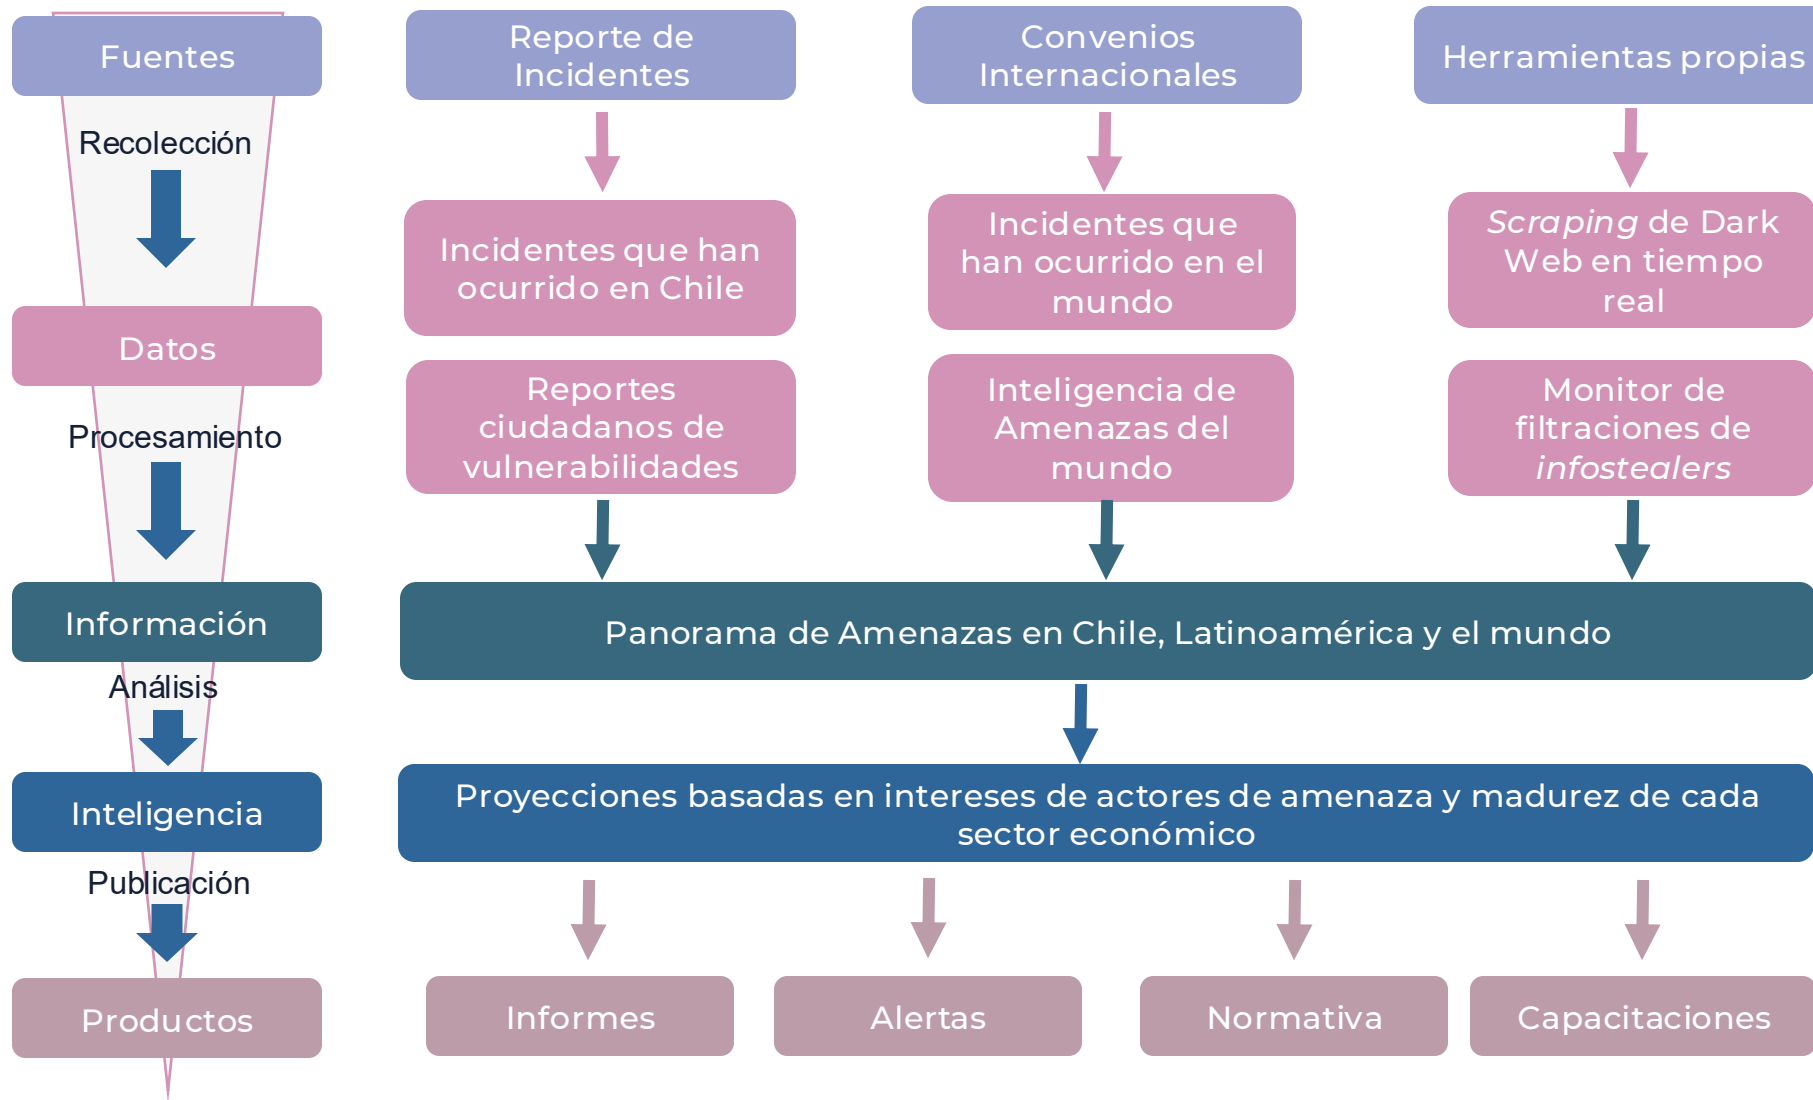 Fuentes
Recolección
Datos
Procesamiento
Información
Análisis
Inteligencia
Publicación
Productos
Reporte de
Incidentes
Convenios
Internacionales
Herramientas propias
Incidentes que han
ocurrido en Chile
Incidentes que
han ocurrido en el
mundo
Scraping de Dark
Web en tiempo
real
Reportes
ciudadanos de
vulnerabilidades
Inteligencia de
Amenazas del
mundo
Monitor de
filtraciones de
infostealers
Panorama de Amenazas en Chile, Latinoamérica y el mundo
Proyecciones basadas en intereses de actores de amenaza y madurez de cada
sector económico
Informes
Alertas
Normativa
Capacitaciones